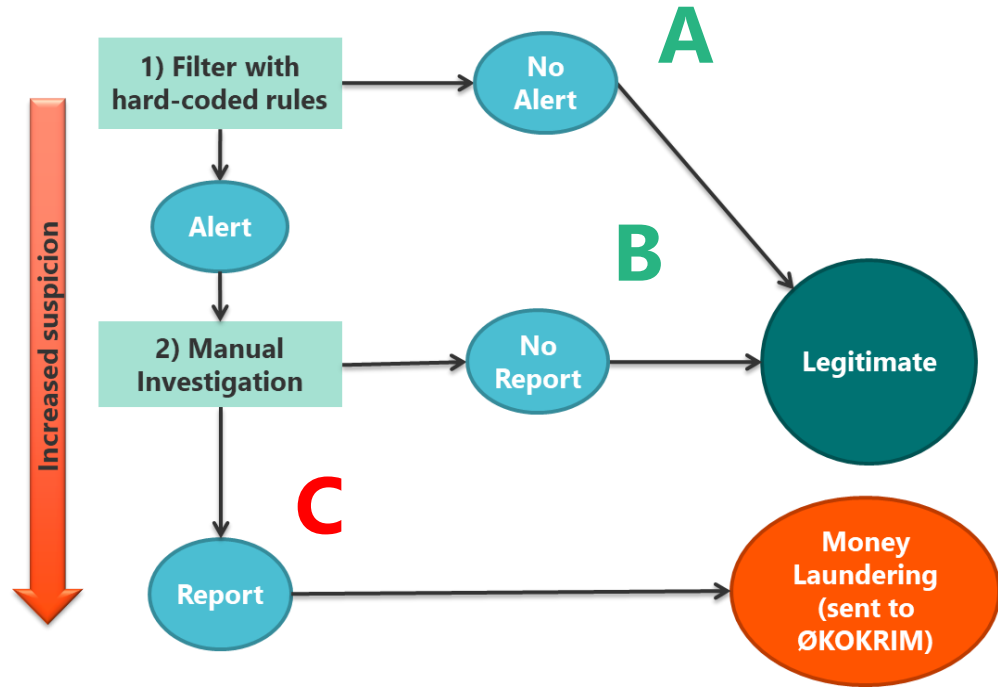 A
1) Filter with
hard-coded rules
No
Alert
Alert
B
Increased suspicion
2) Manual
Investigation
No
Report
Legitimate
C
Report
Money
Laundering
(sent to
ØKOKRIM)